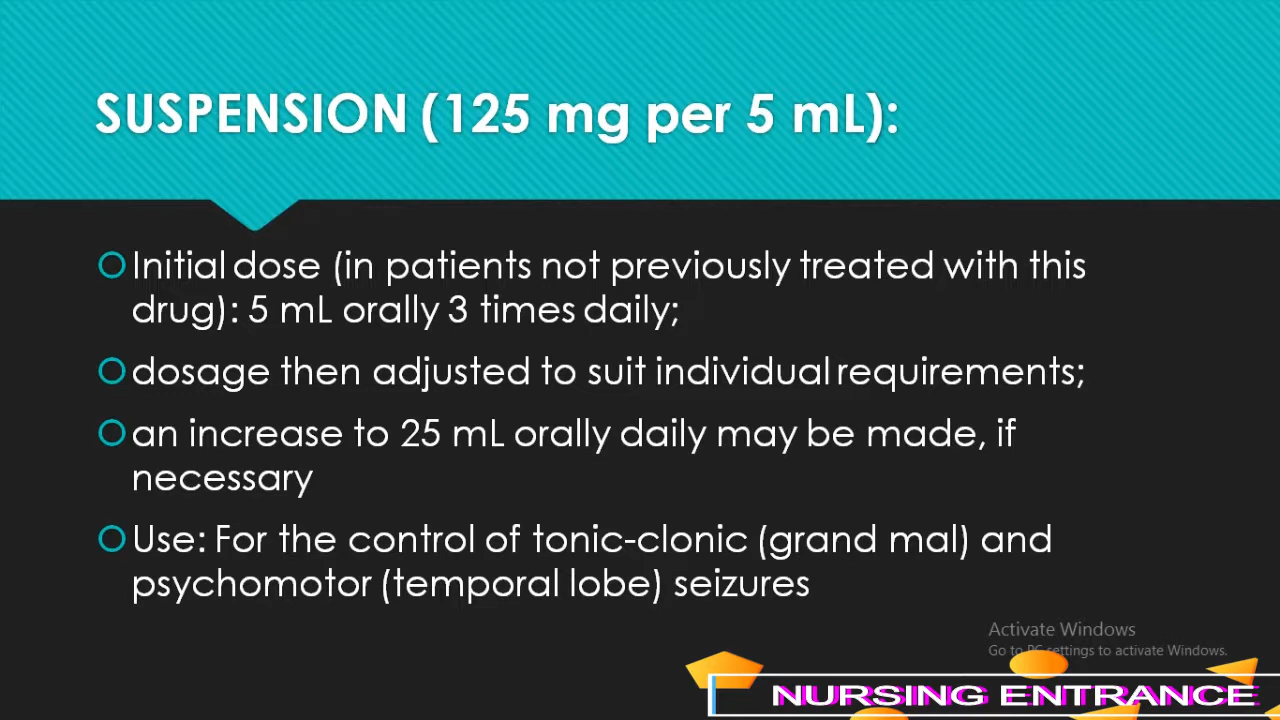 SUSPENSION (125 mg per 5 mL):
Initial dose (in patients not previously treated with this
drug): 5 mL orally 3 times daily;
dosage then adjusted to suit individual requirements;
an increase to 25 mL orally daily may be made, if
necessary
Use: For the control of tonic-clonic (grand mal) and
psychomotor (temporal lobe) seizures
Activate Windows
Go to PC settings to activate Windows.
NURSING ENTRANCE